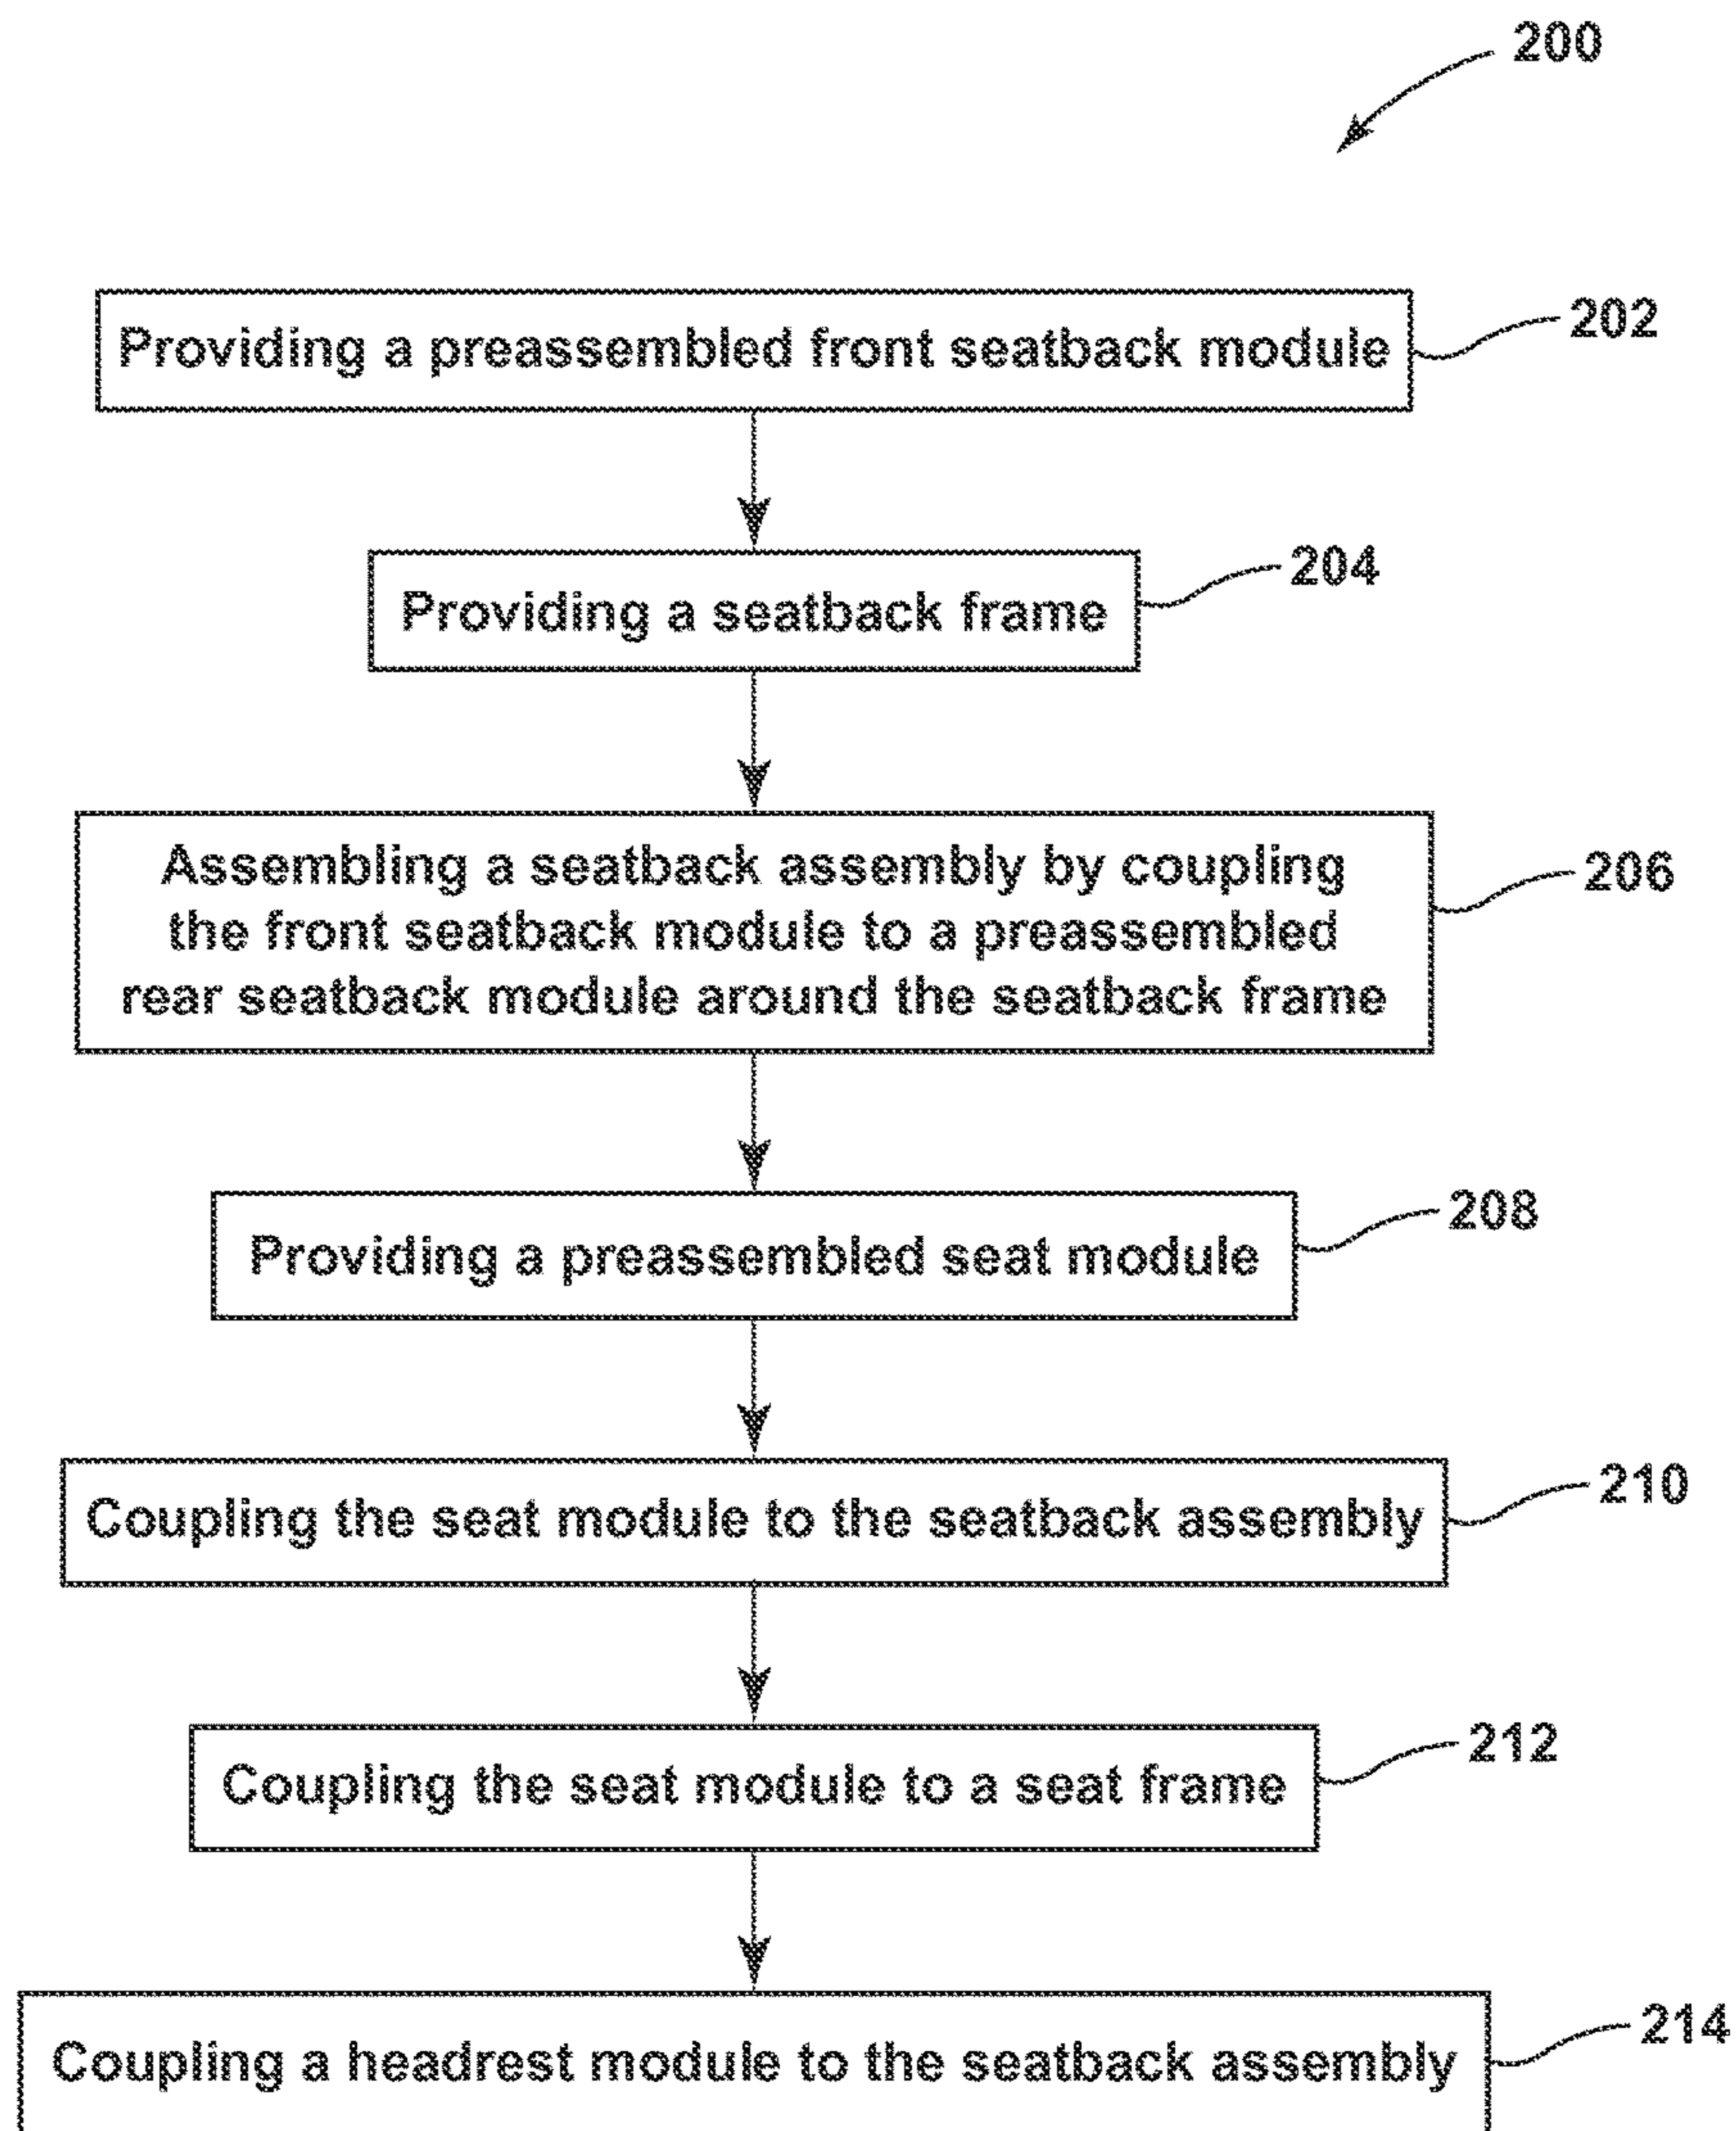 200
Providing a preassembled front seatback module
202
Providing a seatback frame
204
Assembling a seatback assembly by coupling
the front seatback module to a preassembled
rear seatback module around the seatback frame
206
Providing a preassembled seat module
208
Coupling the seat module to the seatback assembly
210
Coupling the seat module to a seat frame
212
Coupling a headrest module to the seatback assembly
214